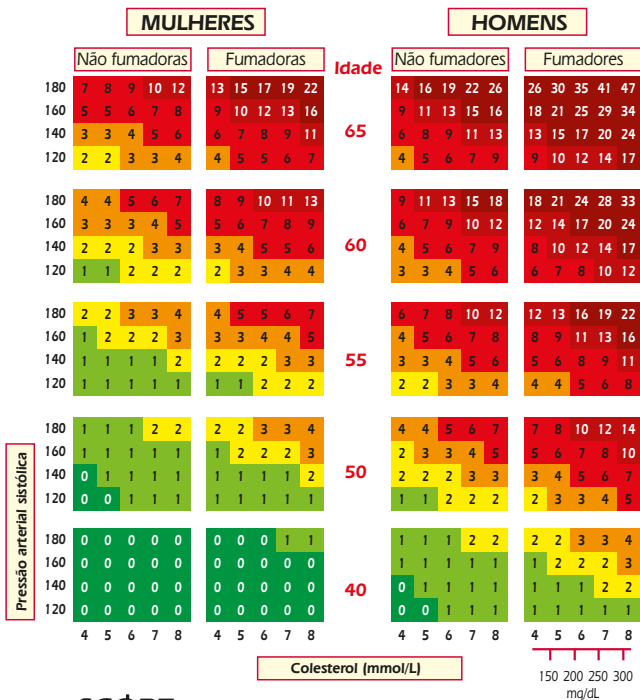 MULHERES HOMENS
Não fumadoras Fumadoras Idade Não fumadores Fumadores
180 7 8 9 10 12 13 15 17 19 22 14 16 19 22 26 26 30 35 41 47
160 5 5 6 7 8 9 10 12 13 16 9 11 13 15 16 18 21 25 29 34
140 3 3 4 5 6 6 7 8 9 11 65 6 8 9 11 13 13 15 17 20 24
120 2 2 3 3 4 4 5 5 6 7 4 5 6 7 9 9 10 12 14 17
180 4 4 5 6 7 8 9 10 11 13 9 11 13 15 18 18 21 24 28 33
160 3 3 3 4 5 5 6 7 8 9 6 7 9 10 12 12 14 17 20 24
140 2 2 2 3 3 3 4 5 5 6 60 4 5 6 7 9 8 10 12 14 17
120 1 1 2 2 2 2 3 3 4 4 3 3 4 5 6 6 7 8 10 12
180 2 2 3 3 4 4 5 5 6 7 6 7 8 10 12 12 13 16 19 22
160 1 2 2 2 3 3 3 4 4 5 4 5 6 7 8 8 9 11 13 16
140 1 1 1 1 2 2 2 2 3 3 55 3 3 4 5 6 5 6 8 9 11
120 1 1 1 1 1 1 1 2 2 2 2 2 3 3 4 4 4 5 6 8
180 1 1 1 2 2 2 2 3 3 4 4 4 5 6 7 7 8 10 12 14
160 1 1 1 1 1 1 2 2 2 3 2 3 3 4 5 5 6 7 8 10
140 0 1 1 1 1 1 1 1 1 2 50 2 2 2 3 3 3 4 5 6 7
120 0 0 1 1 1 1 1 1 1 1 1 1 2 2 2 2 3 3 4 5
180 0 0 0 0 0 0 0 0 1 1 1 1 1 2 2 2 2 3 3 4
160 0 0 0 0 0 0 0 0 0 0 1 1 1 1 1 1 2 2 2 3
140 0 0 0 0 0 0 0 0 0 0 40 0 1 1 1 1 1 1 1 2 2
120 0 0 0 0 0 0 0 0 0 0 0 0 1 1 1 1 1 1 1 1
4 5 6 7 8 4 5 6 7 8 4 5 6 7 8 4 5 6 7 8
Pressão arterial sistólica
Colesterol (mmol/L)
150 200 250 300
mg/dL